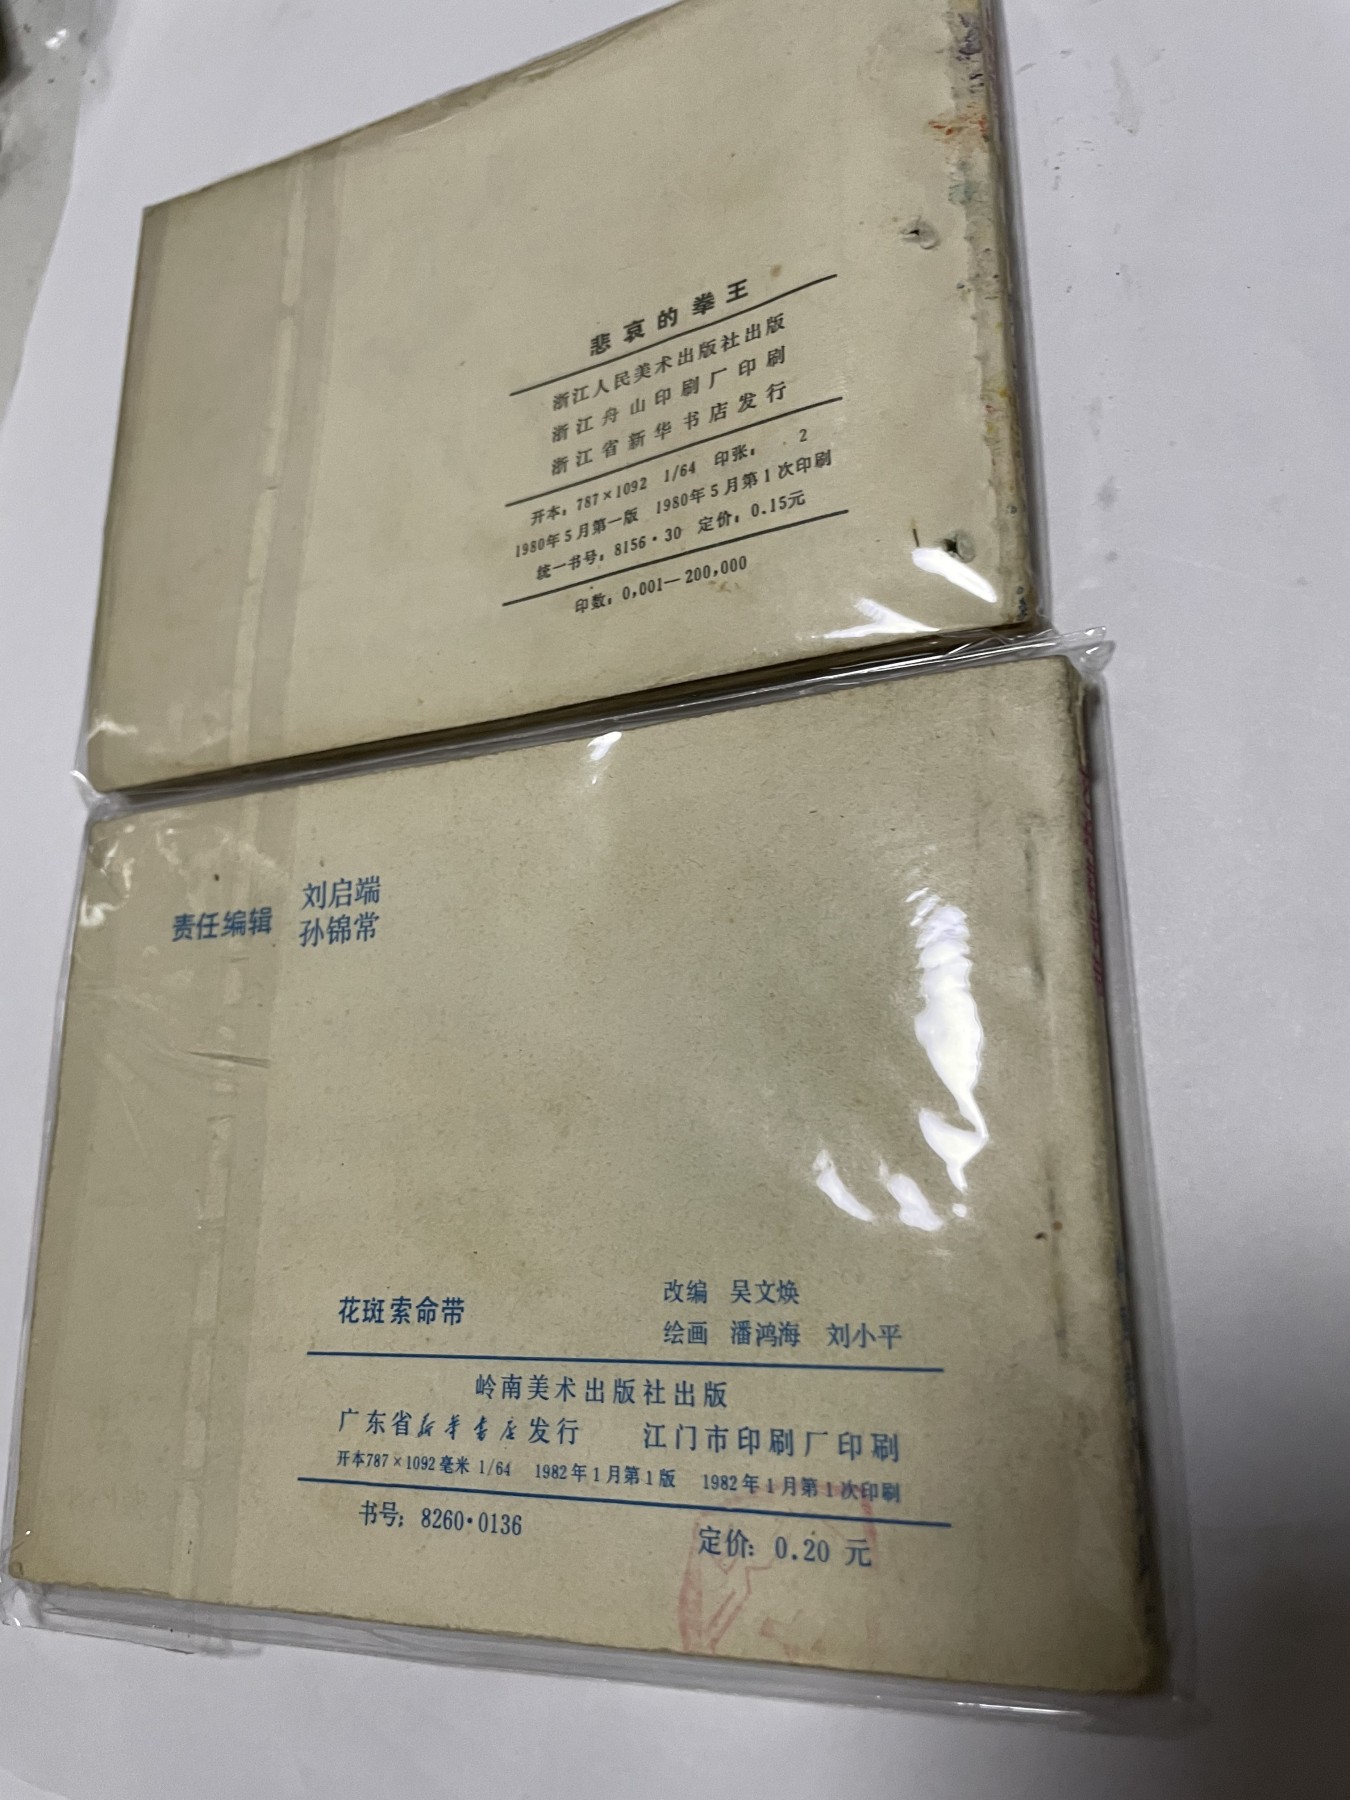 悲哀的拳王
浙江人民美术出版社出版
浙江舟山印刷厂印刷
浙江省新华书店发行
开本：787×1092 1/64 印张： 2
1980年5月第一版 1980年5月第1次印刷
统一书号：8156·30 定价：0.15元
印数：0,001—200,000
责任编辑 刘启端
孙锦常
花斑索命带
改编 吴文焕
绘画 潘鸿海 刘小平
岭南美术出版社出版
广东省新华书店发行 江门市印刷厂印刷
开本787×1092毫米 1/64 1982年1月第1版 1982年1月第1次印刷
书号：8260·0136 定价：0.20 元